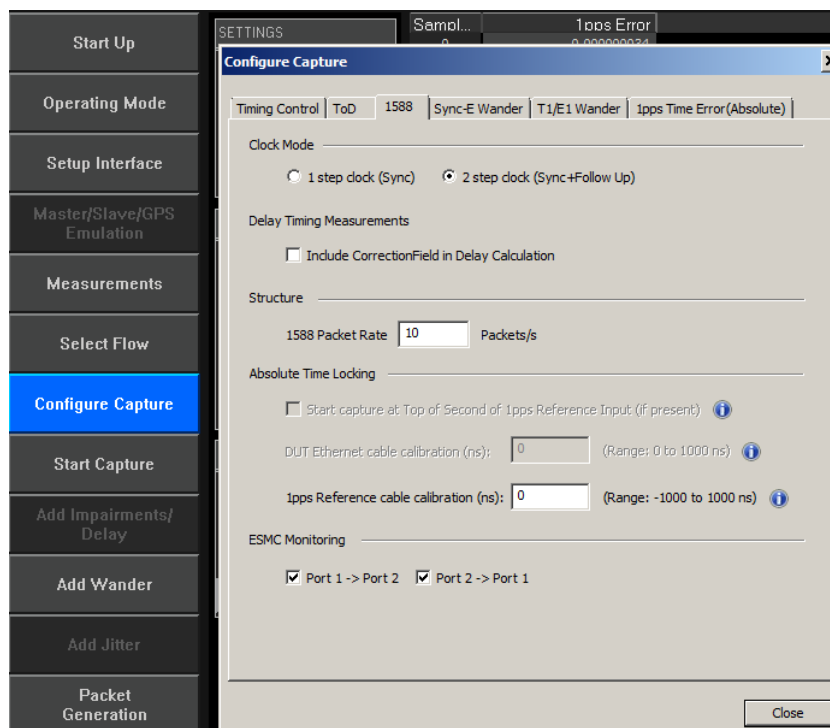 Start Up
Operating Mode
Setup Interface
Master/Slave/GPS
Emulation
Measurements
Select Flow
Configure Capture
Start Capture
Add Impairments/
Delay
Add Wander
Add Jitter
Packet
Generation
SETTINGS
Sampl... 1pps Error
0 0.000000034
Configure Capture
Timing Control ToD 1588 Sync-E Wander T1/E1 Wander 1pps Time Error(Absolute)
Clock Mode
1 step clock (Sync) 2 step clock (Sync+Follow Up)
Delay Timing Measurements
Include CorrectionField in Delay Calculation
Structure
1588 Packet Rate 10 Packets/s
Absolute Time Locking
Start capture at Top of Second of 1pps Reference Input (if present)
DUT Ethernet cable calibration (ns): 0 (Range: 0 to 1000 ns)
1pps Reference cable calibration (ns): 0 (Range: -1000 to 1000 ns)
ESMC Monitoring
Port 1 -> Port 2 Port 2 -> Port 1
Close